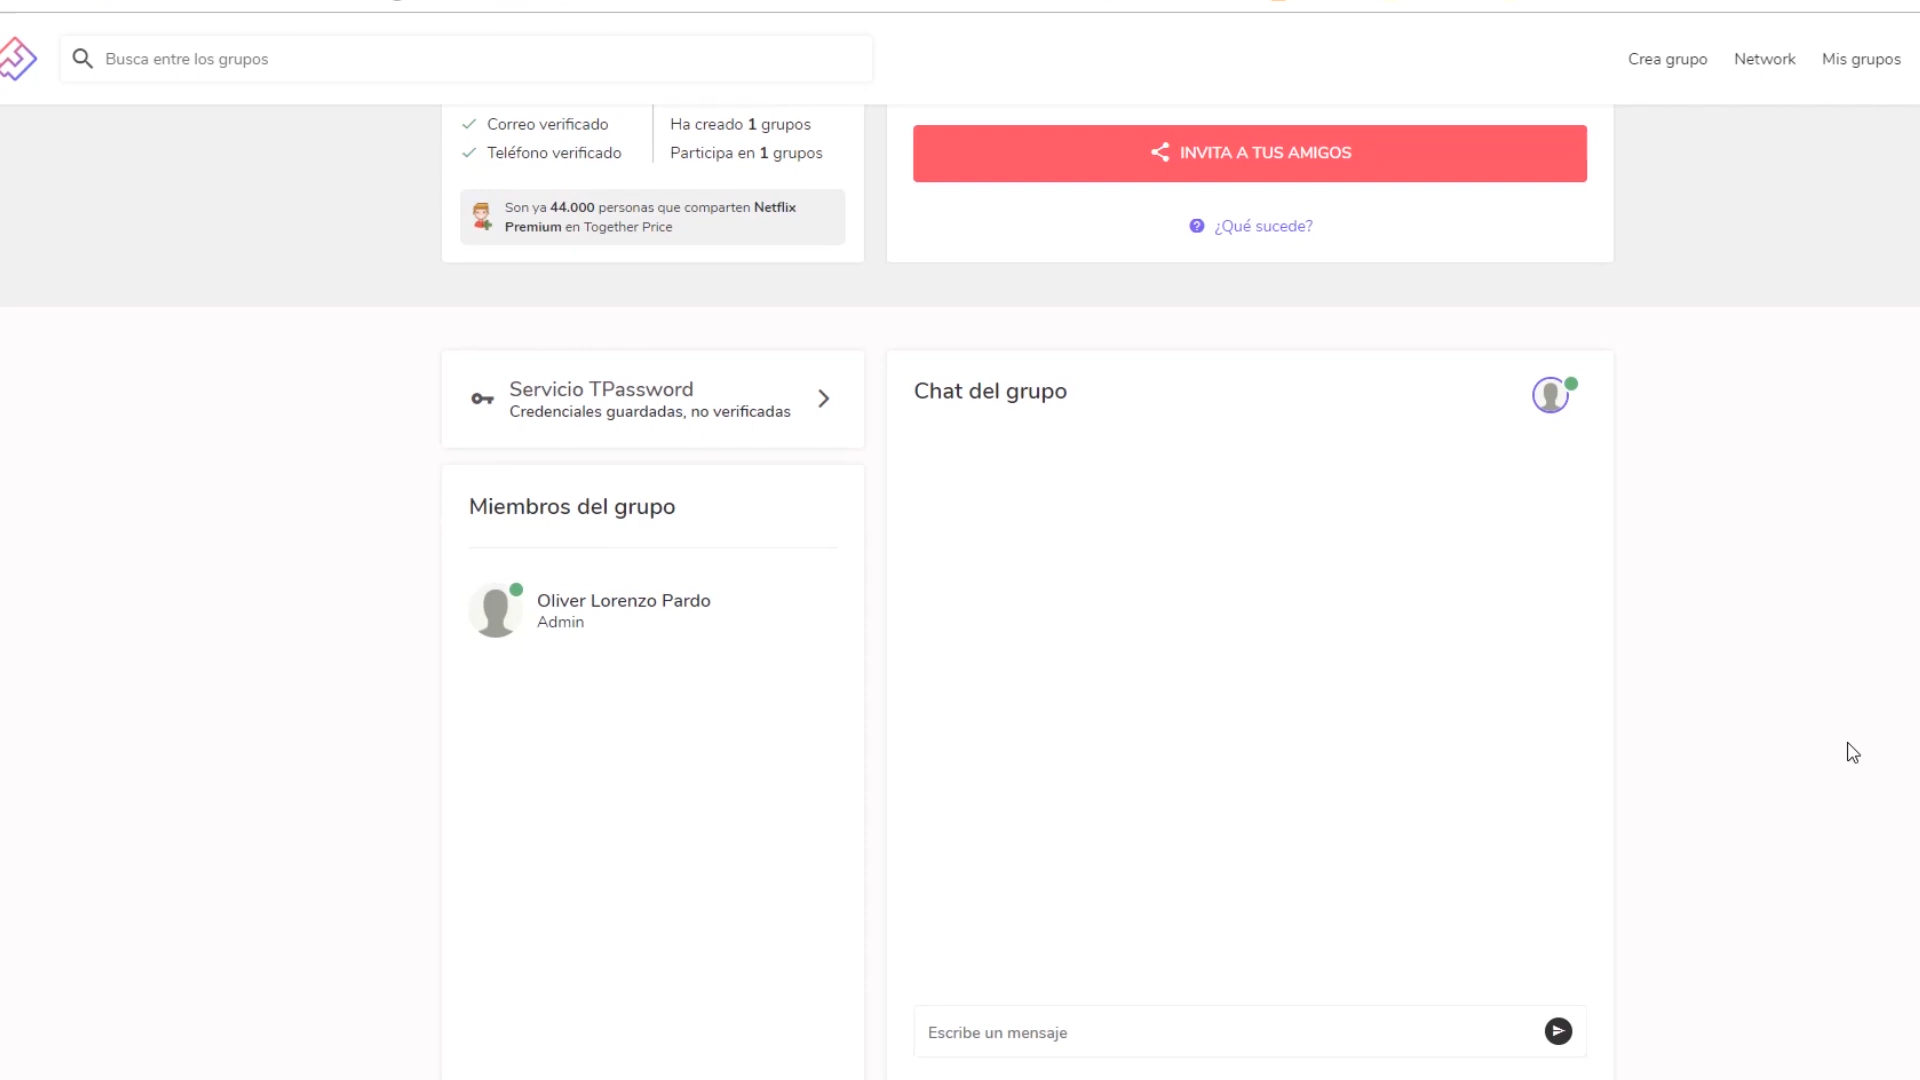 Busca entre los grupos
Crea grupo
Network
Mis grupos
Correo verificado
Teléfono verificado
Ha creado 1 grupos
Participa en 1 grupos
Son ya 44.000 personas que comparten Netflix
Premium en Together Price
INVITA A TUS AMIGOS
¿Qué sucede?
Servicio TPassword
Credenciales guardadas, no verificadas
Miembros del grupo
Oliver Lorenzo Pardo
Admin
Chat del grupo
Escribe un mensaje